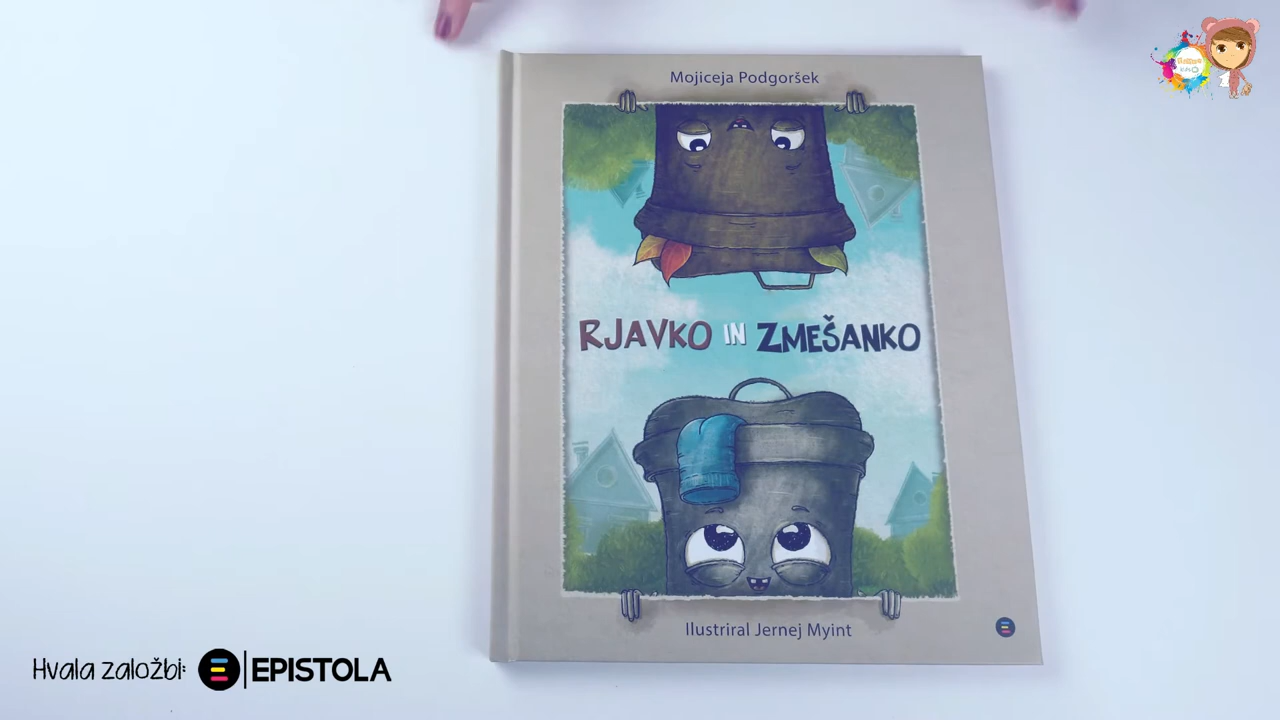 Mojiceja Podgoršek
RJAVKO IN ZMEŠANKO
Ilustriral Jernej Myint
Hvala založbi: EPISTOLA